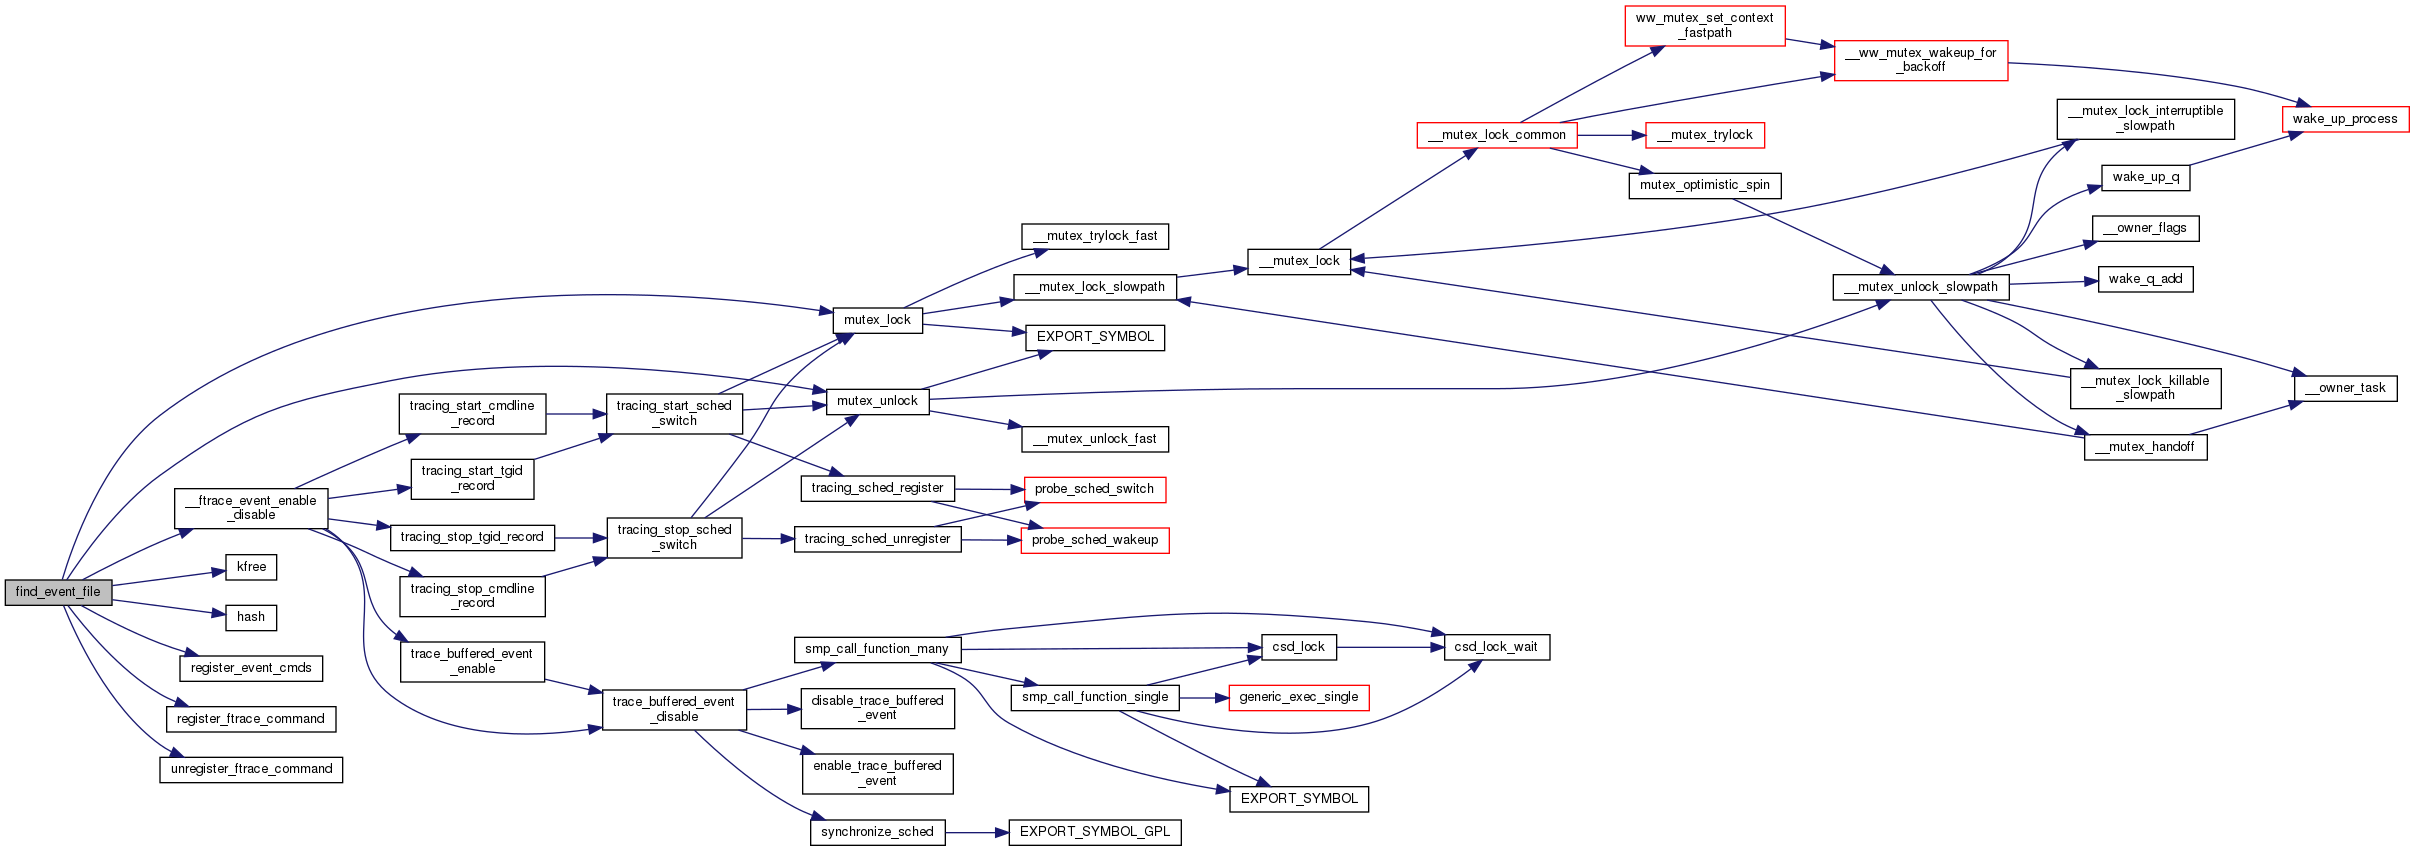 find_event_file
__ftrace_event_enable
_disable
kfree
hash
register_event_cmds
register_ftrace_command
unregister_ftrace_command
tracing_start_cmdline
_record
tracing_start_tgid
_record
tracing_stop_tgid_record
tracing_stop_cmdline
_record
trace_buffered_event
_enable
tracing_start_sched
_switch
tracing_stop_sched
_switch
trace_buffered_event
_disable
mutex_lock
mutex_unlock
tracing_sched_register
tracing_sched_unregister
smp_call_function_many
disable_trace_buffered
_event
enable_trace_buffered
_event
synchronize_sched
__mutex_trylock_fast
__mutex_lock_slowpath
EXPORT_SYMBOL
__mutex_unlock_fast
probe_sched_switch
probe_sched_wakeup
smp_call_function_single
EXPORT_SYMBOL_GPL
__mutex_lock
csd_lock
generic_exec_single
EXPORT_SYMBOL
__mutex_lock_common
csd_lock_wait
ww_mutex_set_context
_fastpath
__mutex_trylock
mutex_optimistic_spin
__ww_mutex_wakeup_for
_backoff
__mutex_unlock_slowpath
__mutex_lock_interruptible
_slowpath
wake_up_q
__owner_flags
wake_q_add
__mutex_lock_killable
_slowpath
__mutex_handoff
wake_up_process
__owner_task